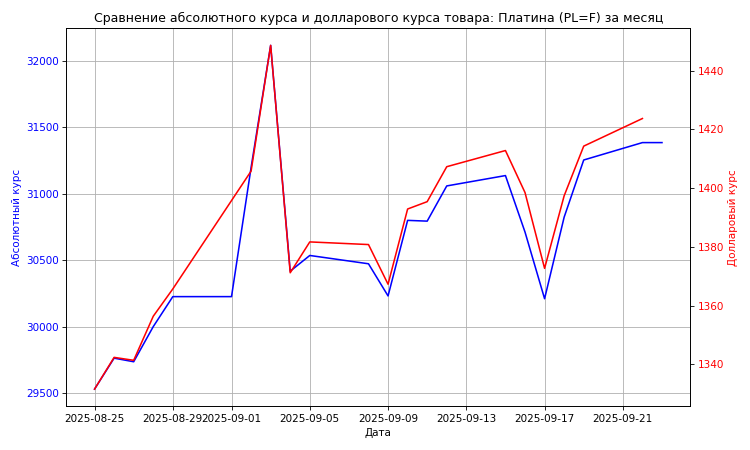 Сравнение абсолютного курса и долларового курса товара: Платина (PL=F) за месяц
Абсолютный курс
32000
31500
31000
30500
30000
29500
1440
1420
1400
1380
1360
1340
Долларовый курс
2025-08-25 2025-08-29 2025-09-01 2025-09-05 2025-09-09 2025-09-13 2025-09-17 2025-09-21
Дата